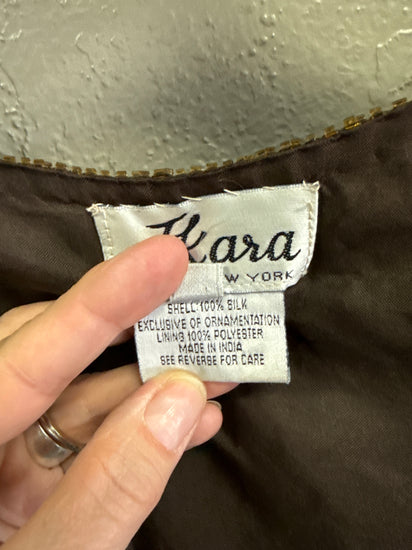 Kara
W YORK
SHELL 100% SILK
EXCLUSIVE OF ORNAMENTATION
LINING 100% POLYESTER
MADE IN INDIA
SEE REVERSE FOR CARE